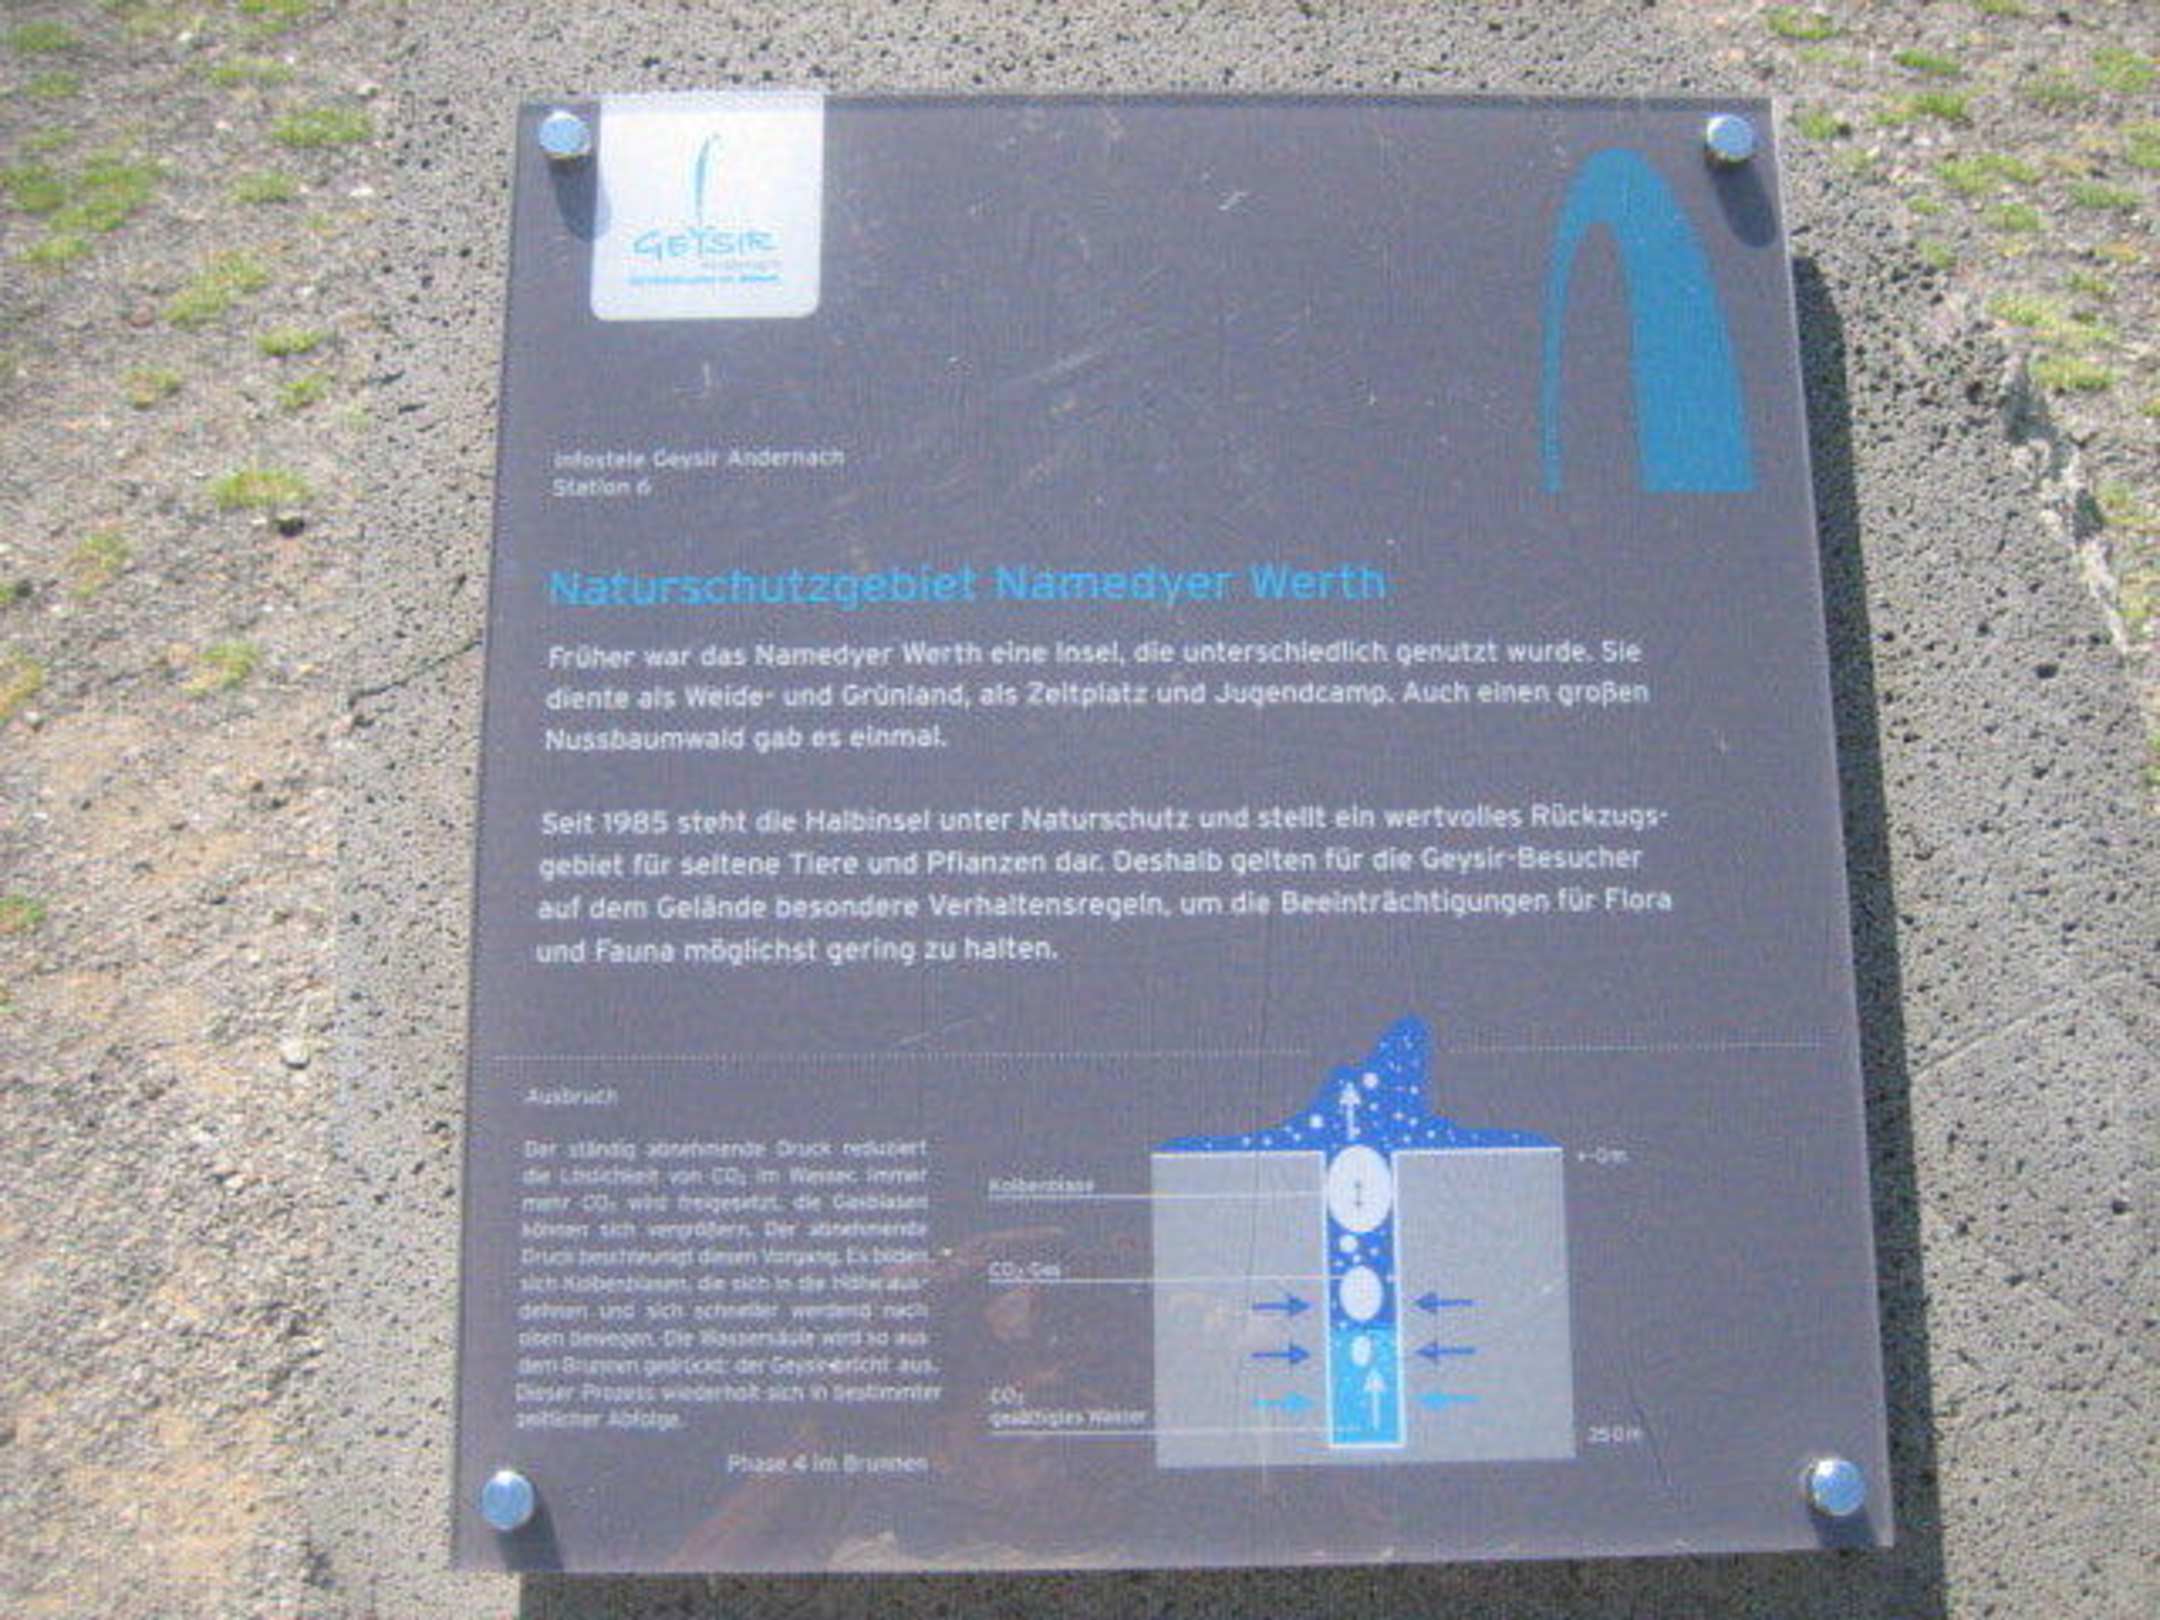 GEYSIR
Infostele Geysir Andernach
Station 6
Naturschutzgebiet Namedyer Werth
Früher war das Namedyer Werth eine Insel, die unterschiedlich genutzt wurde. Sie
diente als Weide- und Grünland, als Zeltplatz und Jugendcamp. Auch einen großen
Nussbaumwald gab es einmal.
Seit 1985 steht die Halbinsel unter Naturschutz und stellt ein wertvolles Rückzugs-
gebiet für seltene Tiere und Pflanzen dar. Deshalb gelten für die Geysir-Besucher
auf dem Gelände besondere Verhaltensregeln, um die Beeinträchtigungen für Flora
und Fauna möglichst gering zu halten.
Ausbruch
Der ständig abnehmende Druck reduziert
die Löslichkeit von CO₂ im Wasser. Immer
mehr CO₂ wird freigesetzt, die Gasblasen
können sich vergrößern. Der abnehmende
Druck beschleunigt diesen Vorgang. Es bilden
sich Kolbenblasen, die sich in die Höhe aus-
dehnen und sich schneller werdend nach
oben bewegen. Die Wassersäule wird so aus
dem Brunnen gedrückt: der Geysir bricht aus.
Dieser Prozess wiederholt sich in bestimmter
zeitlicher Abfolge.
Phase 4 im Brunnen
Kolbenblase
CO₂ Gas
CO₂
gesättigtes Wasser
+-0m
350m